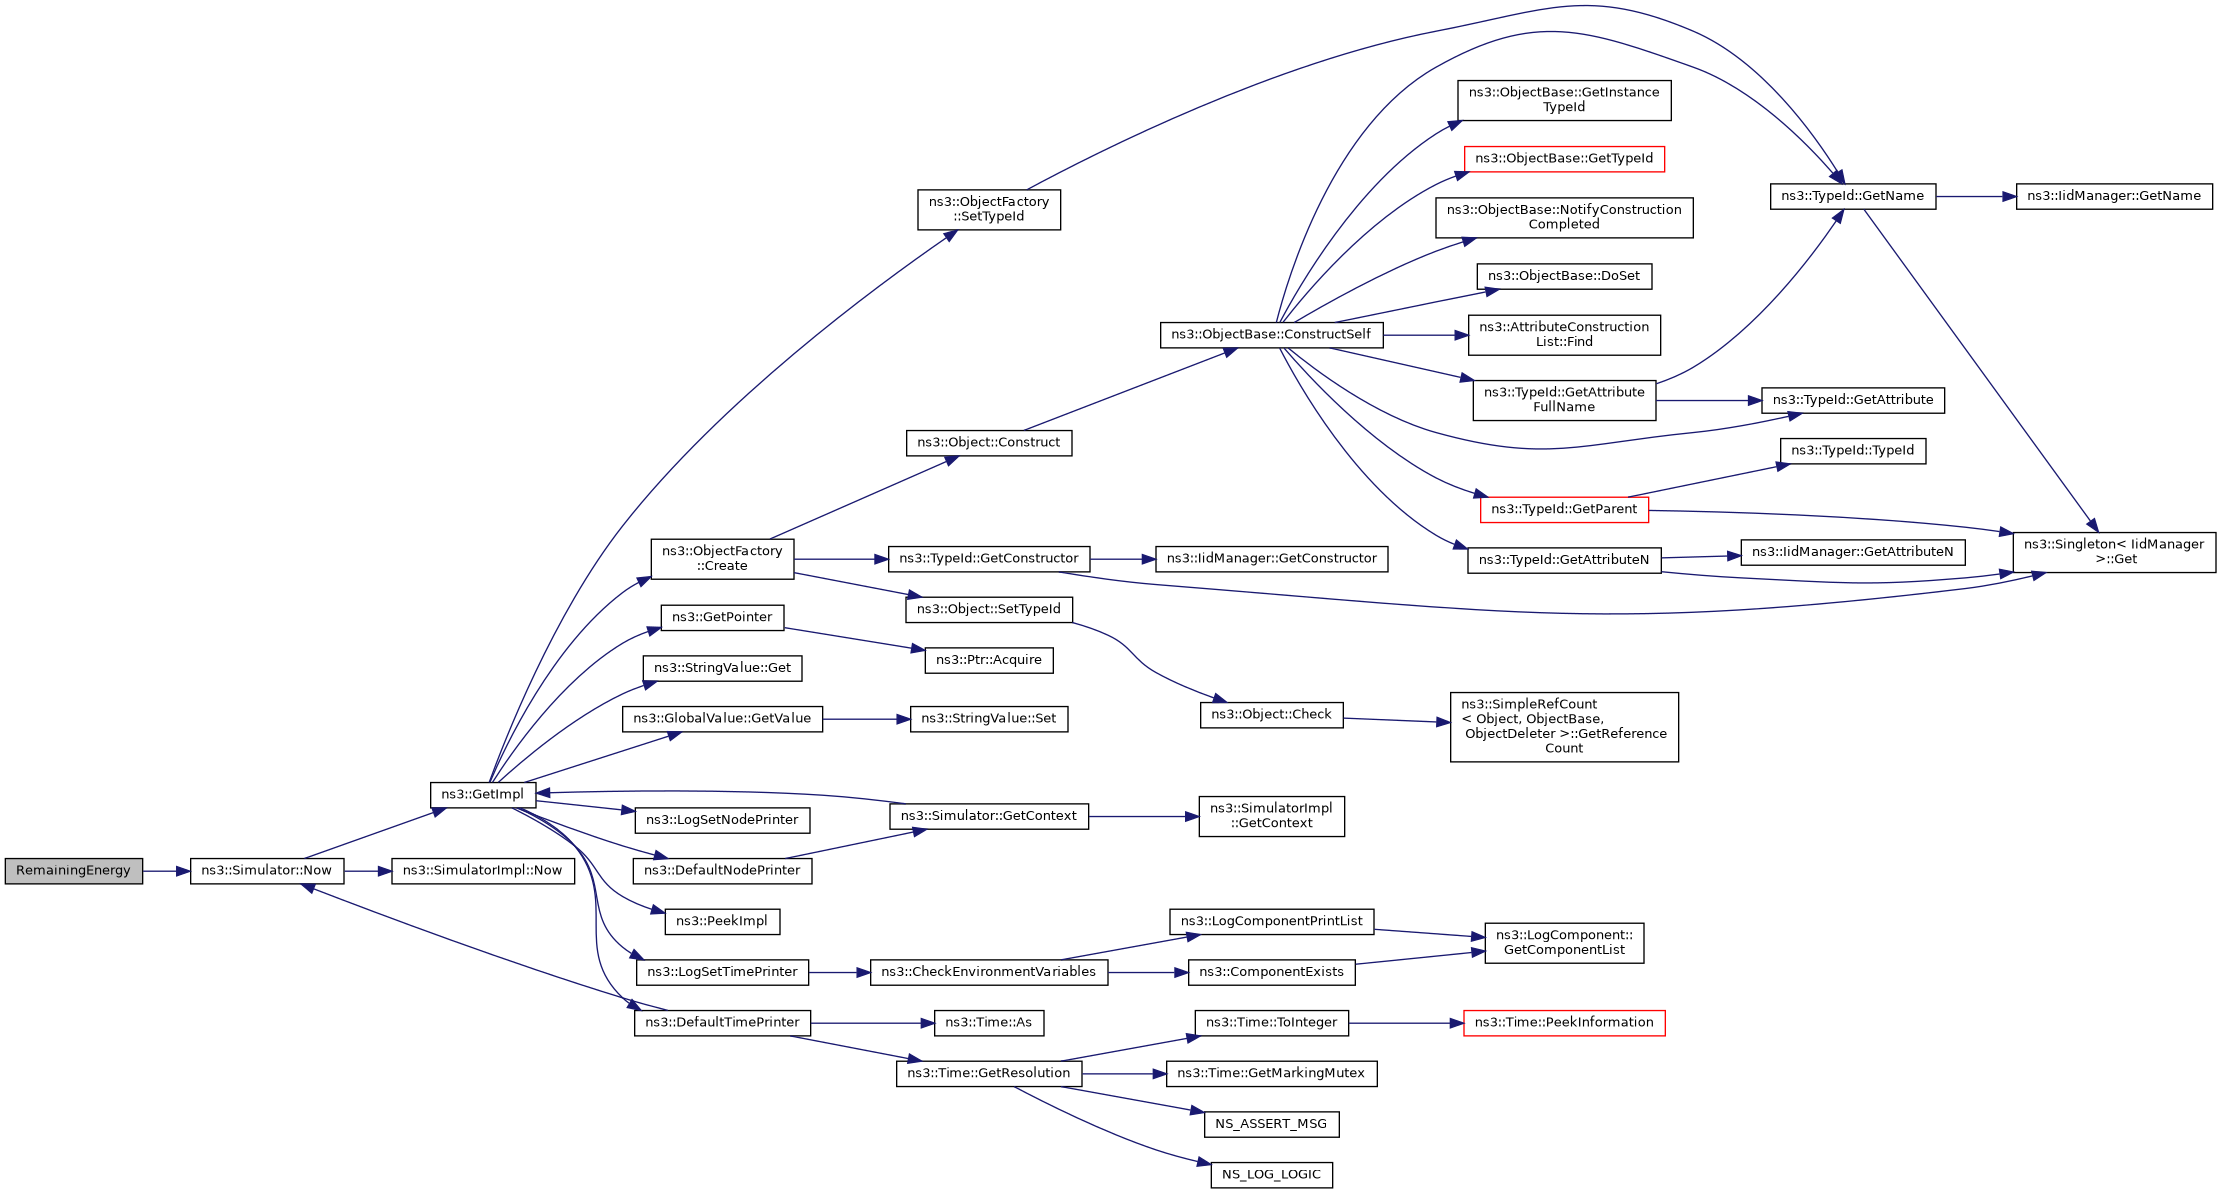 RemainingEnergy
ns3::Simulator::Now
ns3::GetImpl
ns3::SimulatorImpl::Now
ns3::ObjectFactory
::SetTypeId
ns3::ObjectFactory
::Create
ns3::GetPointer
ns3::StringValue::Get
ns3::GlobalValue::GetValue
ns3::LogSetNodePrinter
ns3::DefaultNodePrinter
ns3::PeekImpl
ns3::LogSetTimePrinter
ns3::DefaultTimePrinter
ns3::Object::Construct
ns3::TypeId::GetConstructor
ns3::Object::SetTypeId
ns3::Ptr::Acquire
ns3::StringValue::Set
ns3::Simulator::GetContext
ns3::CheckEnvironmentVariables
ns3::Time::As
ns3::Time::GetResolution
ns3::ObjectBase::ConstructSelf
ns3::IidManager::GetConstructor
ns3::Object::Check
ns3::SimulatorImpl
::GetContext
ns3::LogComponentPrintList
ns3::ComponentExists
ns3::Time::ToInteger
ns3::Time::GetMarkingMutex
NS_ASSERT_MSG
NS_LOG_LOGIC
ns3::ObjectBase::GetInstance
TypeId
ns3::ObjectBase::GetTypeId
ns3::ObjectBase::NotifyConstruction
Completed
ns3::ObjectBase::DoSet
ns3::AttributeConstruction
List::Find
ns3::TypeId::GetAttribute
FullName
ns3::TypeId::GetParent
ns3::TypeId::GetAttributeN
ns3::SimpleRefCount
< Object, ObjectBase,
ObjectDeleter >::GetReference
Count
ns3::LogComponent::
GetComponentList
ns3::Time::PeekInformation
ns3::TypeId::GetName
ns3::TypeId::GetAttribute
ns3::TypeId::TypeId
ns3::IidManager::GetAttributeN
ns3::IidManager::GetName
ns3::Singleton< IidManager
>::Get